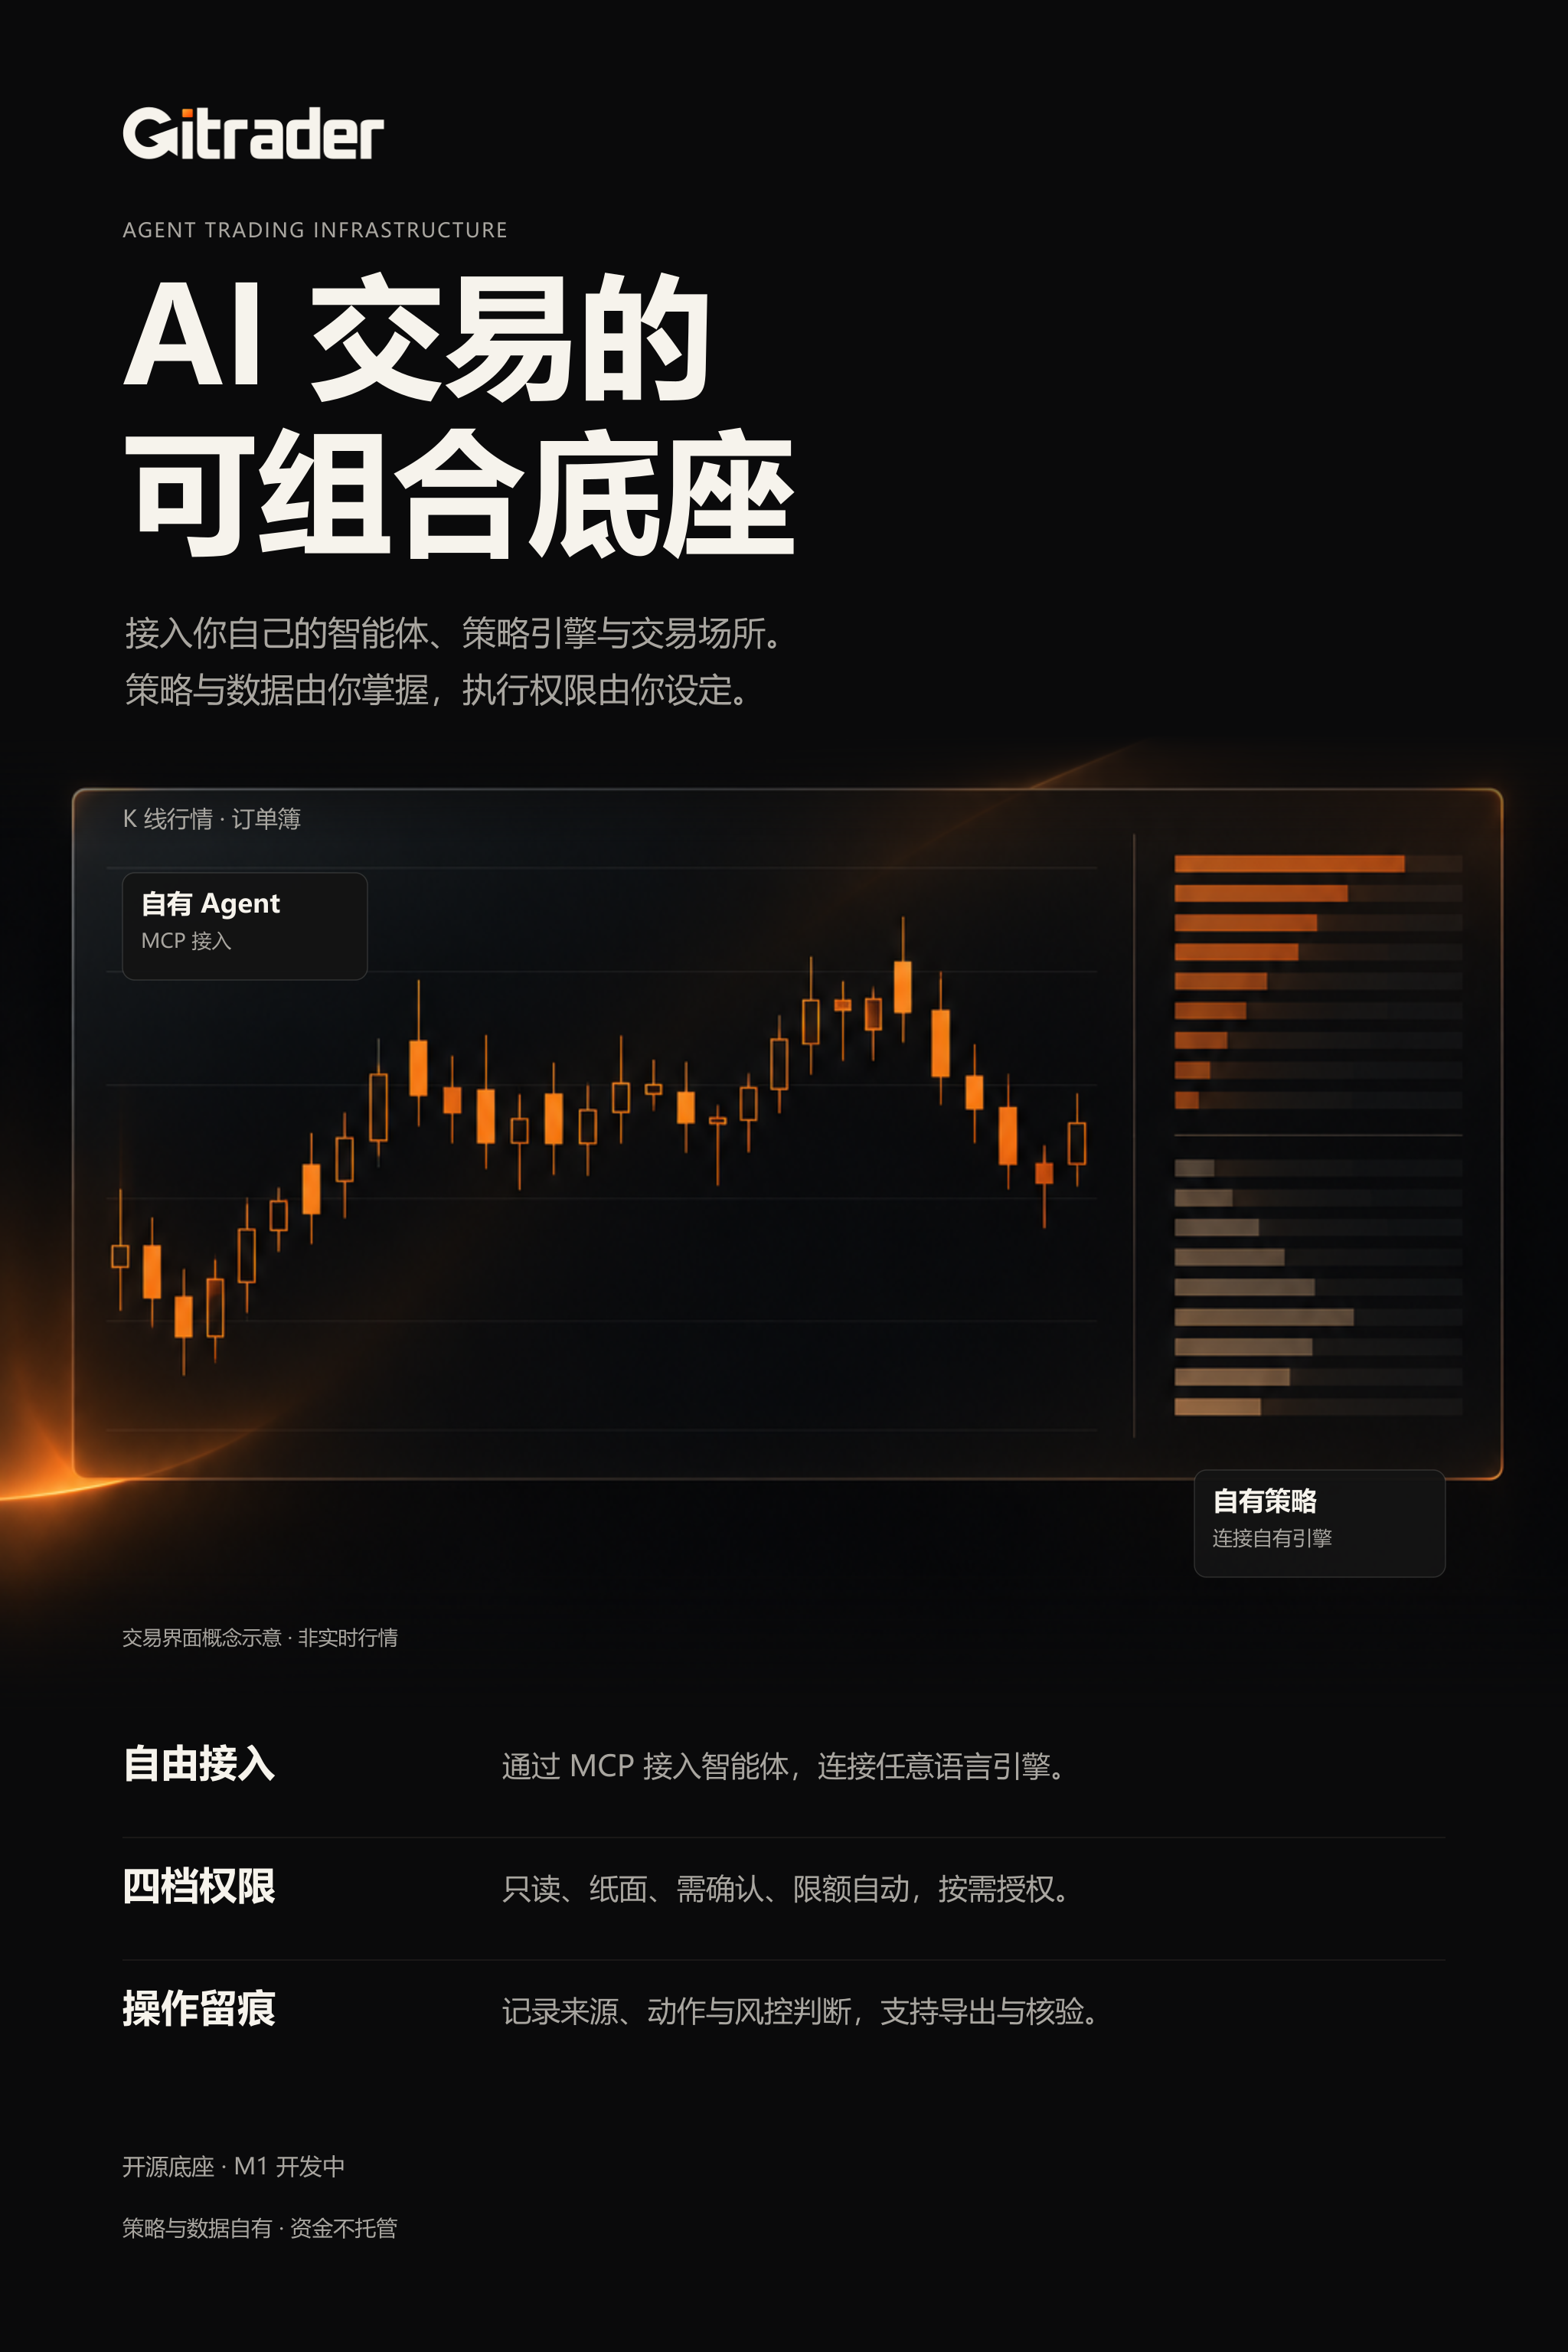 Gitrader
AGENT TRADING INFRASTRUCTURE
AI 交易的
可组合底座
接入你自己的智能体、策略引擎与交易场所。
策略与数据由你掌握，执行权限由你设定。
K 线行情 · 订单簿
自有 Agent
MCP 接入
自有策略
连接自有引擎
交易界面概念示意 · 非实时行情
自由接入
通过 MCP 接入智能体，连接任意语言引擎。
四档权限
只读、纸面、需确认、限额自动，按需授权。
操作留痕
记录来源、动作与风控判断，支持导出与核验。
开源底座 · M1 开发中
策略与数据自有 · 资金不托管